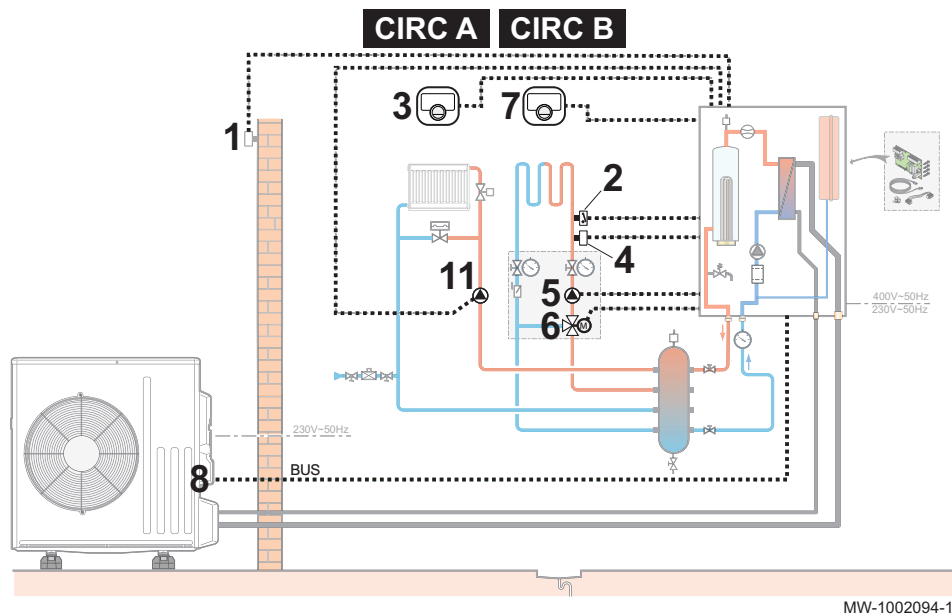 CIRC A CIRC B
3
7
1
2
4
11
5
6
M
400V~50Hz
230V~50Hz
230V~50Hz
8
BUS
MW-1002094-1